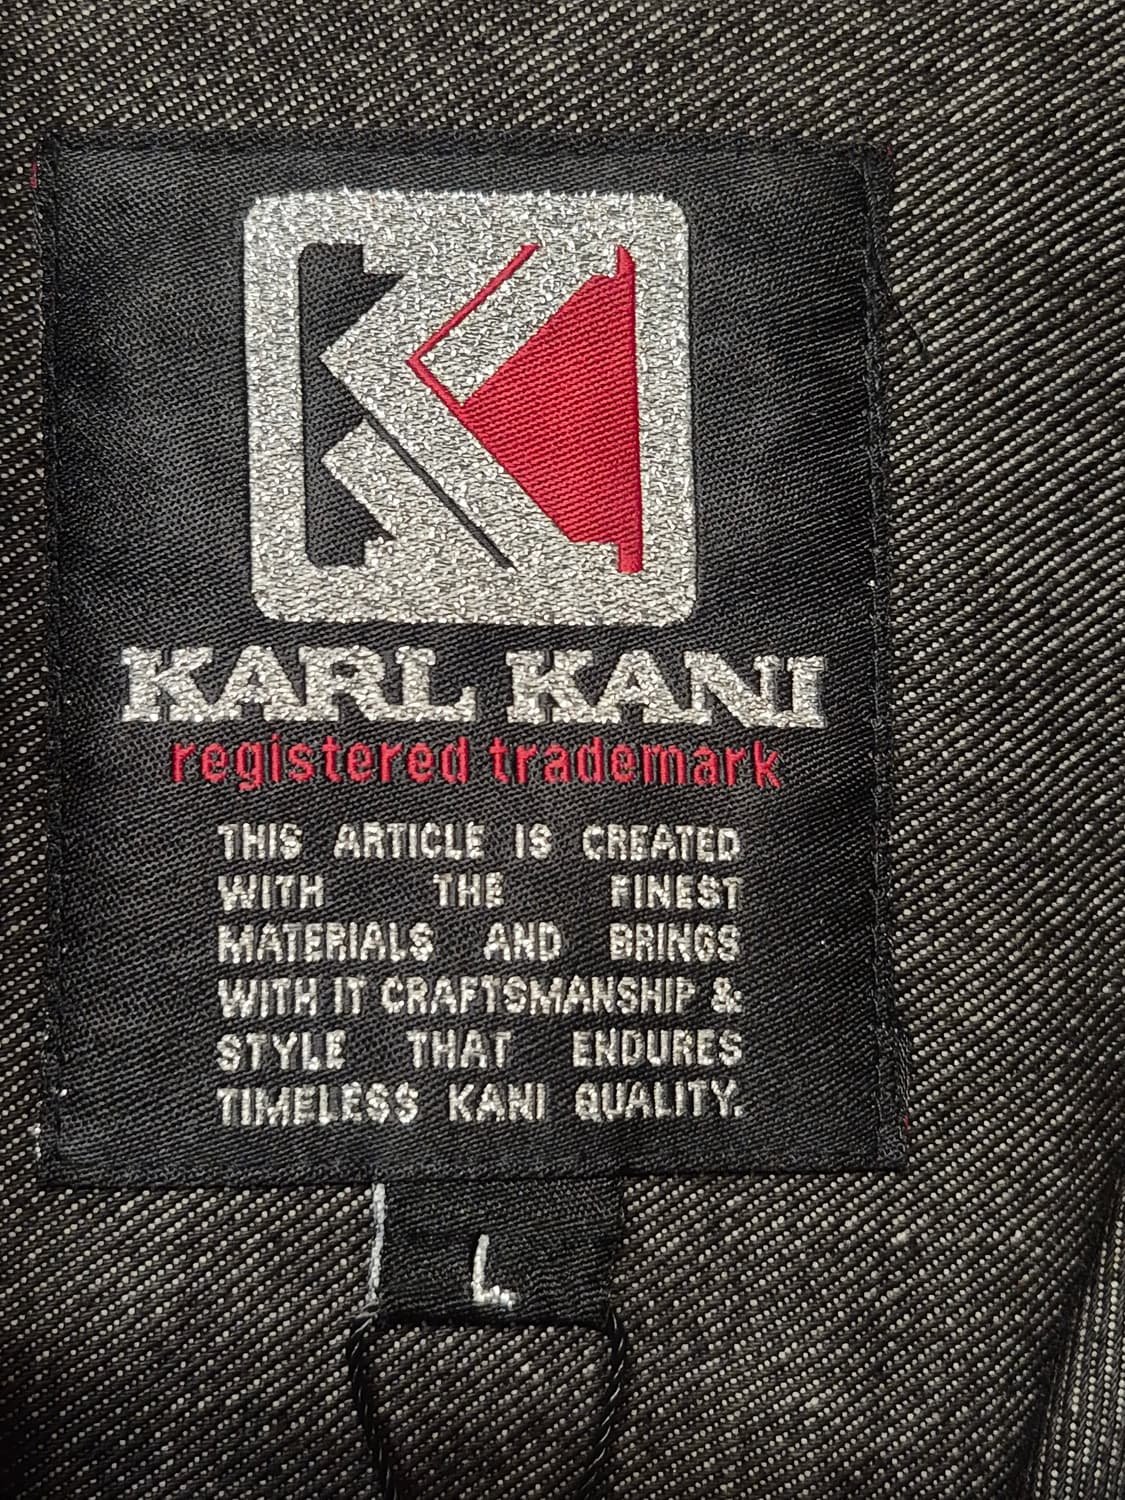 KARL KANI
registered trademark
THIS ARTICLE IS CREATED
WITH THE FINEST
MATERIALS AND BRINGS
WITH IT CRAFTSMANSHIP &
STYLE THAT ENDURES
TIMELESS KANI QUALITY.
L